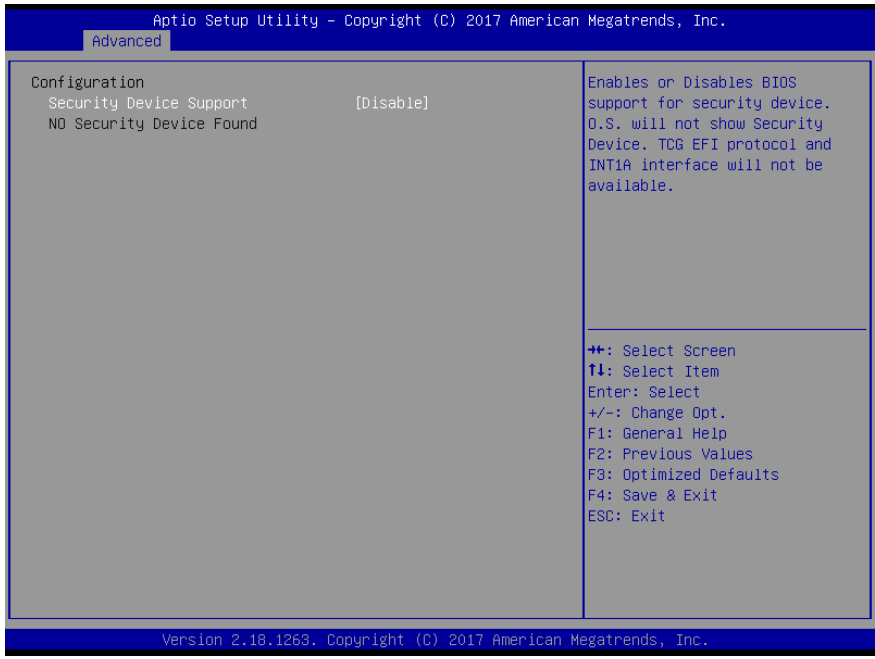 Aptio Setup Utility – Copyright (C) 2017 American Megatrends, Inc.
Advanced
Configuration
Security Device Support [Disable]
NO Security Device Found
Enables or Disables BIOS
support for security device.
O.S. will not show Security
Device. TCG EFI protocol and
INT1A interface will not be
available.
→←: Select Screen
↑↓: Select Item
Enter: Select
+/-: Change Opt.
F1: General Help
F2: Previous Values
F3: Optimized Defaults
F4: Save & Exit
ESC: Exit
Version 2.18.1263. Copyright (C) 2017 American Megatrends, Inc.